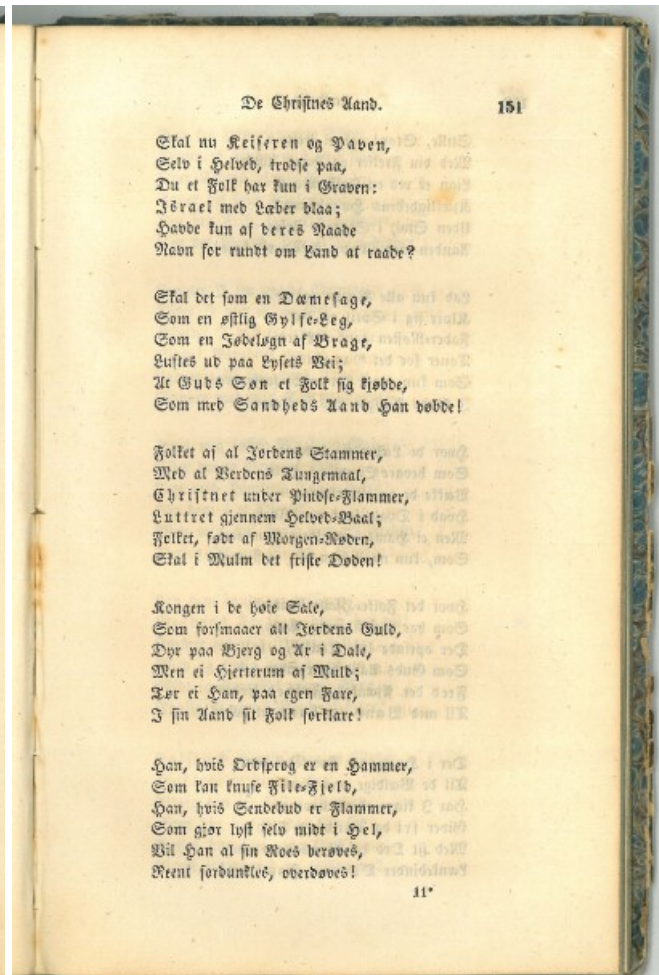 De Christnes Aand.
151
Skal nu Keiseren og Paven,
Selv i Helved, trodse paa,
Du et Folk har kun i Graven:
Israel med Læber blaa;
Havde kun af deres Naade
Navn for rundt om Land at raade?
Skal det som en Dæmesage,
Som en østlig Gylfe-Leg,
Som en Jødeløgn af Brage,
Lustes ud paa Lysets Vei;
At Guds Søn et Folk sig kjøbde,
Som med Sandheds Aand Han døbde!
Folket af al Jordens Stammer,
Med al Verdens Tungemaal,
Christnet under Pindse-Flammer,
Luttret gjennem Helved-Baal;
Folket, født af Morgen-Røden,
Skal i Mulm det friste Døden!
Kongen i de høie Sale,
Som forsmaaer alt Jordens Guld,
Dyr paa Bjerg og Ar i Dale,
Men ei Hjerterum af Muld;
Tør ei Han, paa egen Fare,
I sin Aand sit Folk forklare!
Han, hvis Ordsprog er en Hammer,
Som kan knuse File-Fjeld,
Han, hvis Sendebud er Flammer,
Som gjør lyst selv midt i Hel,
Vil Han al sin Roes berøves,
Reent fordunkles, overdøves!
11*